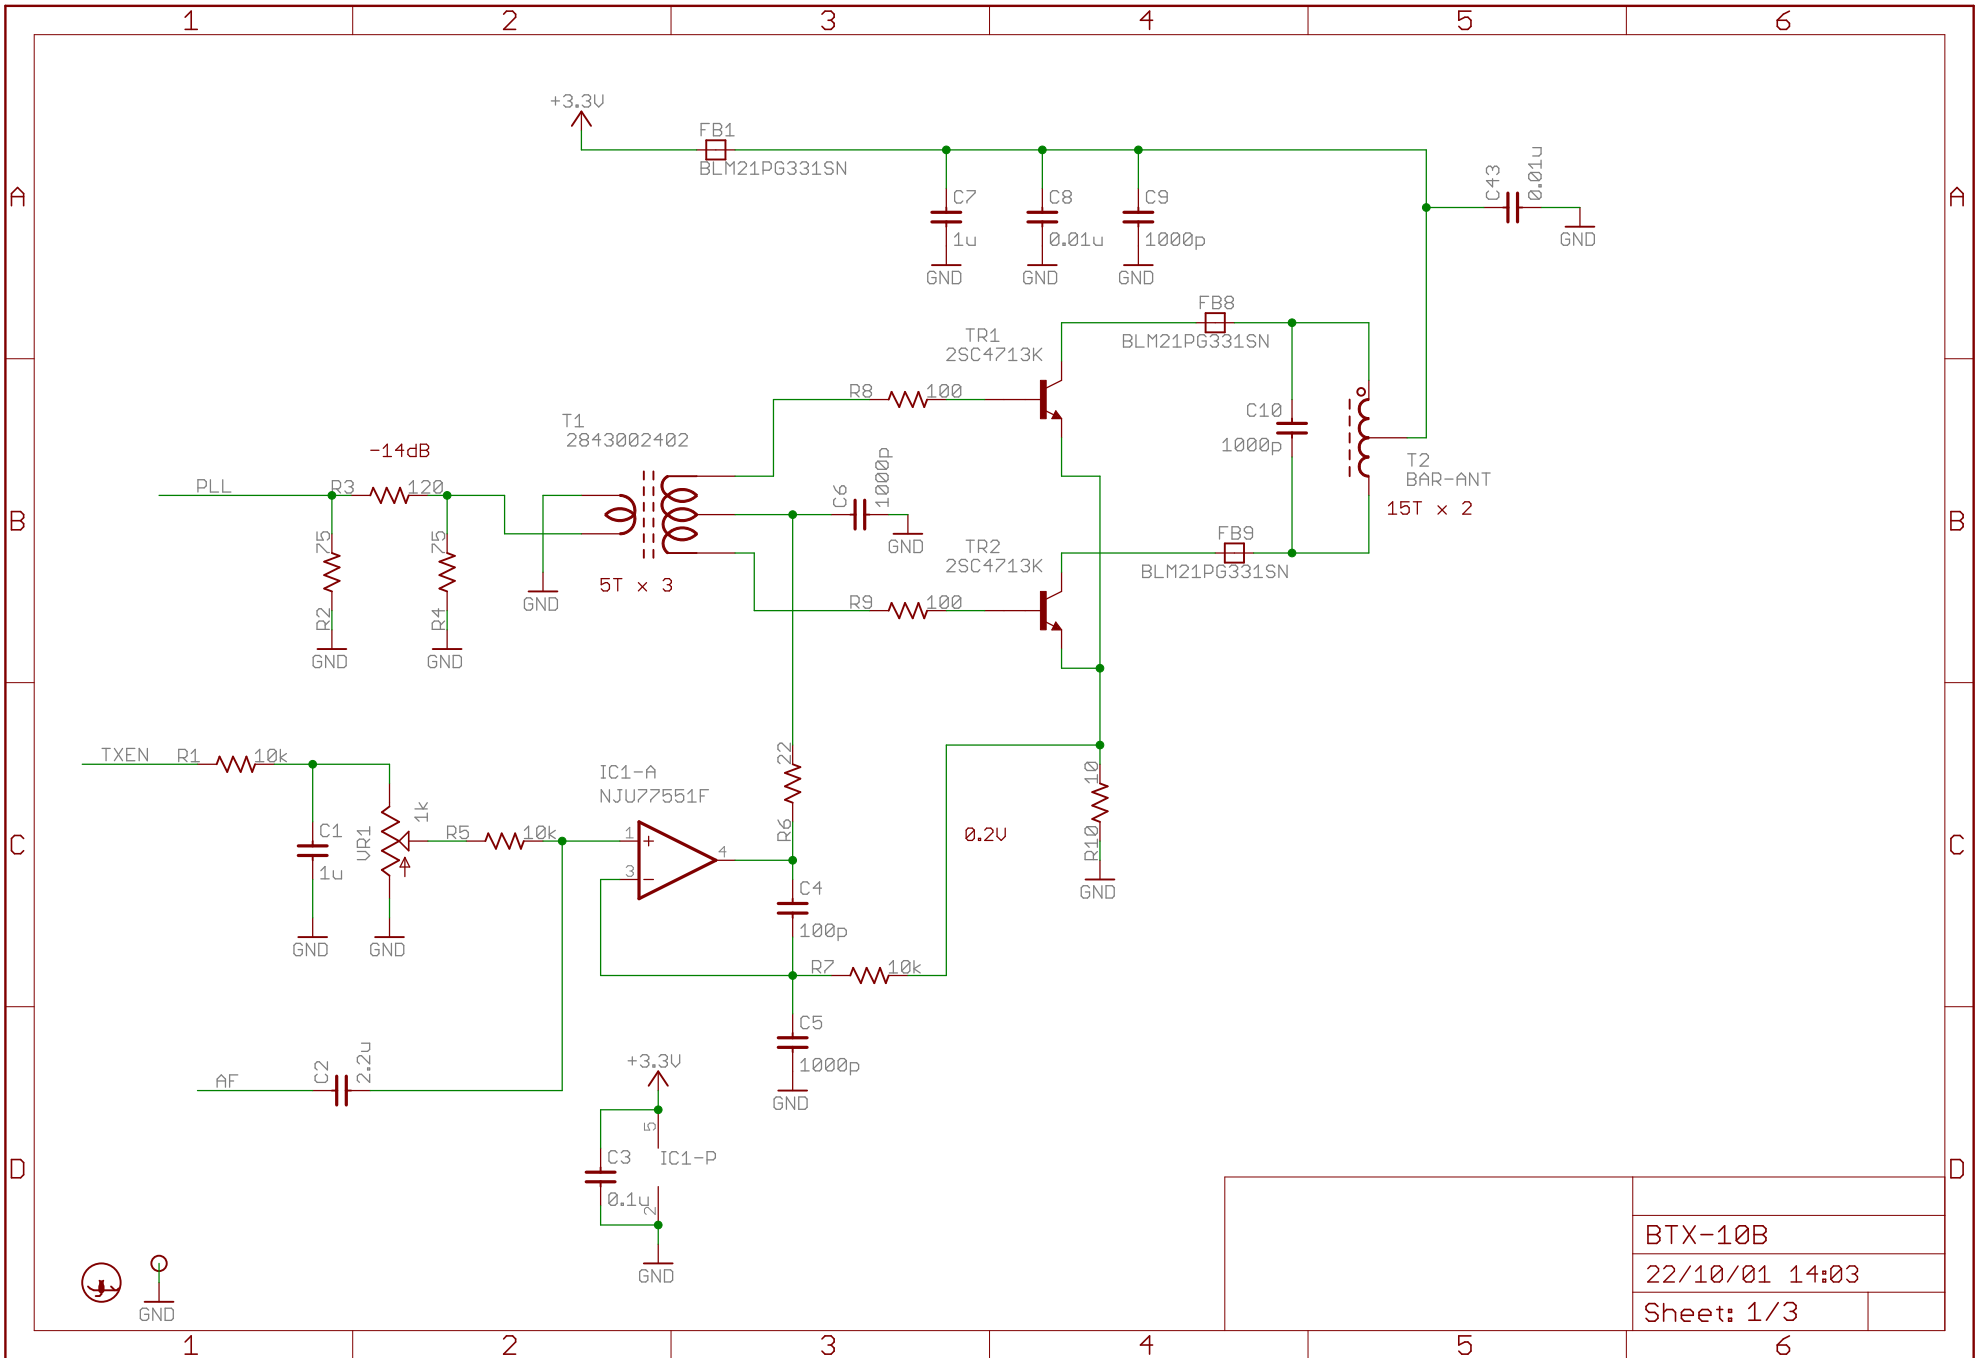 1 2 3 4 5 6
A A
B B
C C
D D
+3.3V
FB1
BLM21PG331SN
C7
1u
GND
C8
0.01u
GND
C9
1000p
GND
C43
0.01u
GND
FB8
BLM21PG331SN
TR1
2SC4713K
R8 100
C10
1000p
T2
BAR-ANT
15T x 2
T1
2843002402
-14dB
PLL
R3 120
R2 75
GND
R4 75
GND
GND
5T x 3
C6
1000p
GND
TR2
2SC4713K
FB9
BLM21PG331SN
R9 100
TXEN
R1 10k
C1
1u
GND
VR1
1k
GND
R5 10k
IC1-A
NJU77551F
1
3
4
+
-
R6 22
C4
100p
0.2V
R10 10
GND
R7 10k
C5
1000p
GND
AF
C2
2.2u
+3.3V
5
IC1-P
C3
0.1u
2
GND
GND
BTX-10B
22/10/01 14:03
Sheet: 1/3
1 2 3 4 5 6